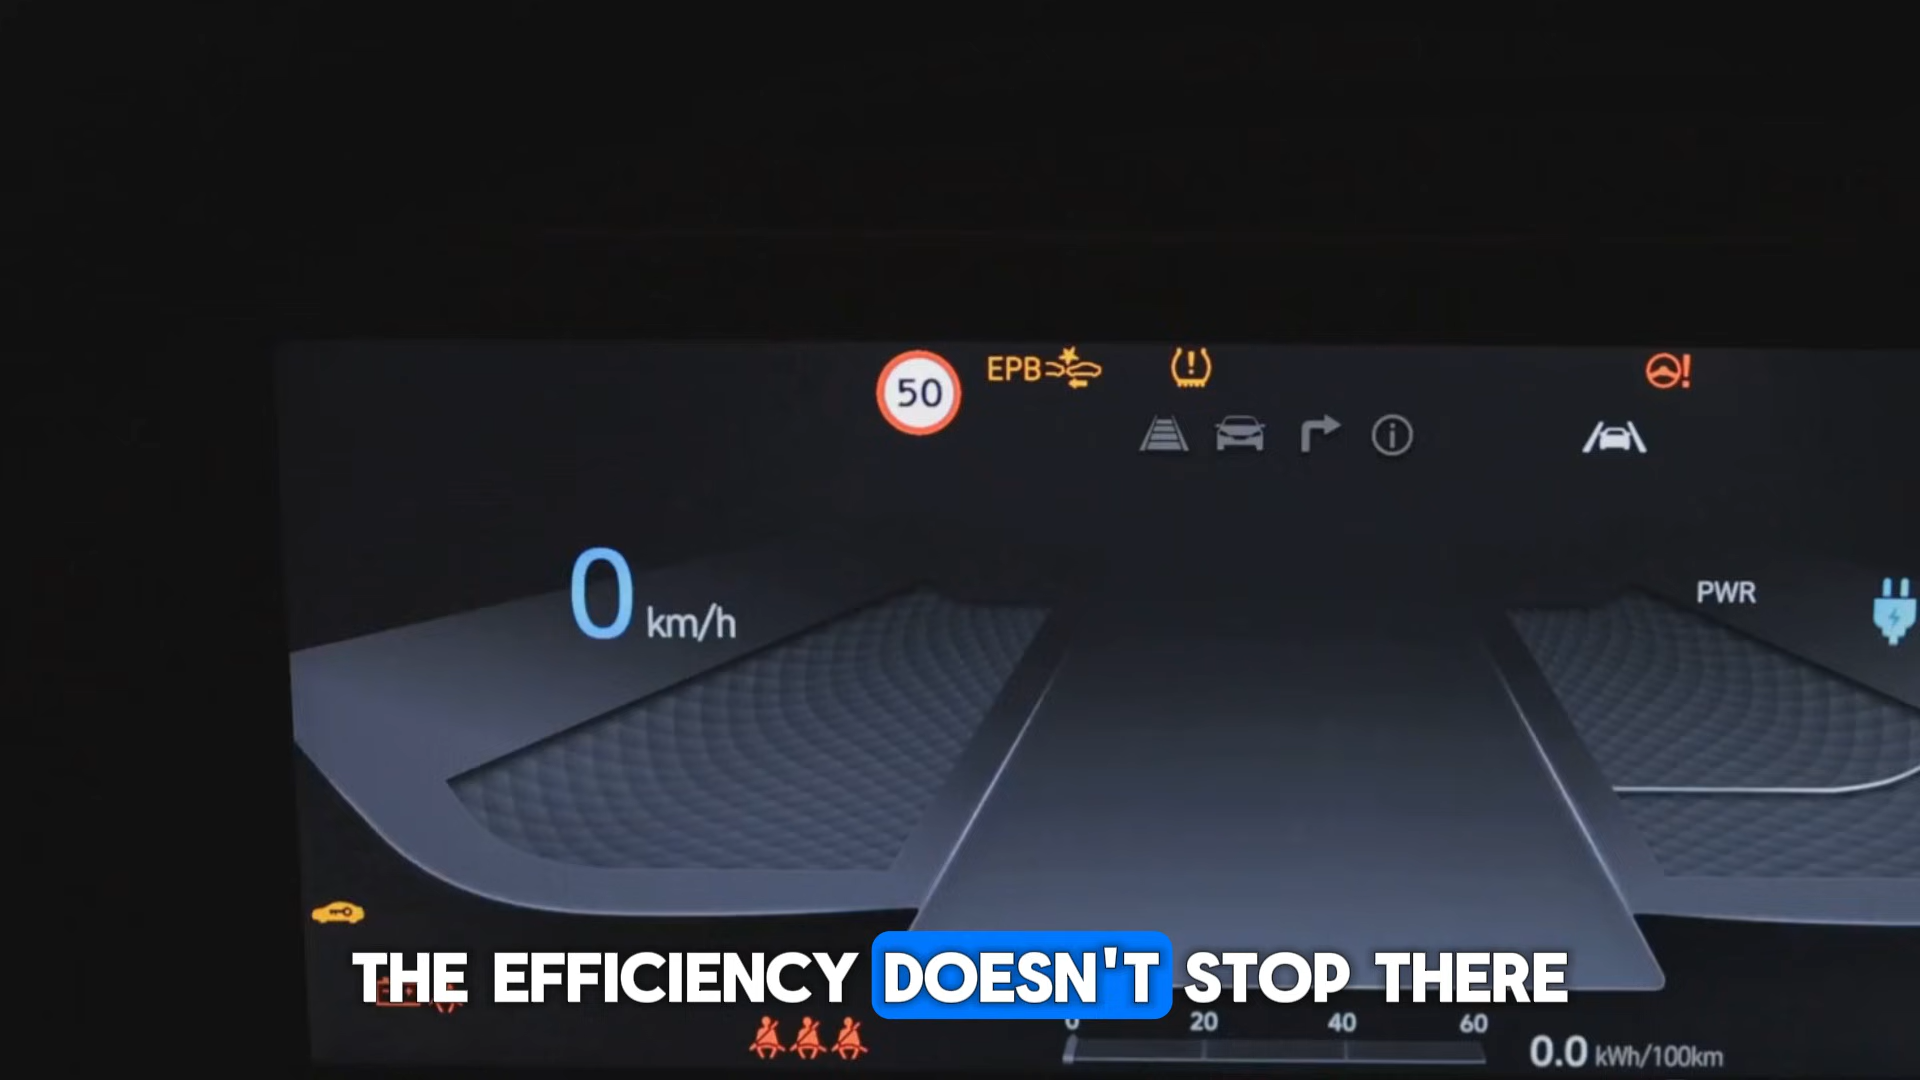 50
EPB
0 km/h
PWR
THE EFFICIENCY DOESN'T STOP THERE
0 20 40 60
0.0 kWh/100km